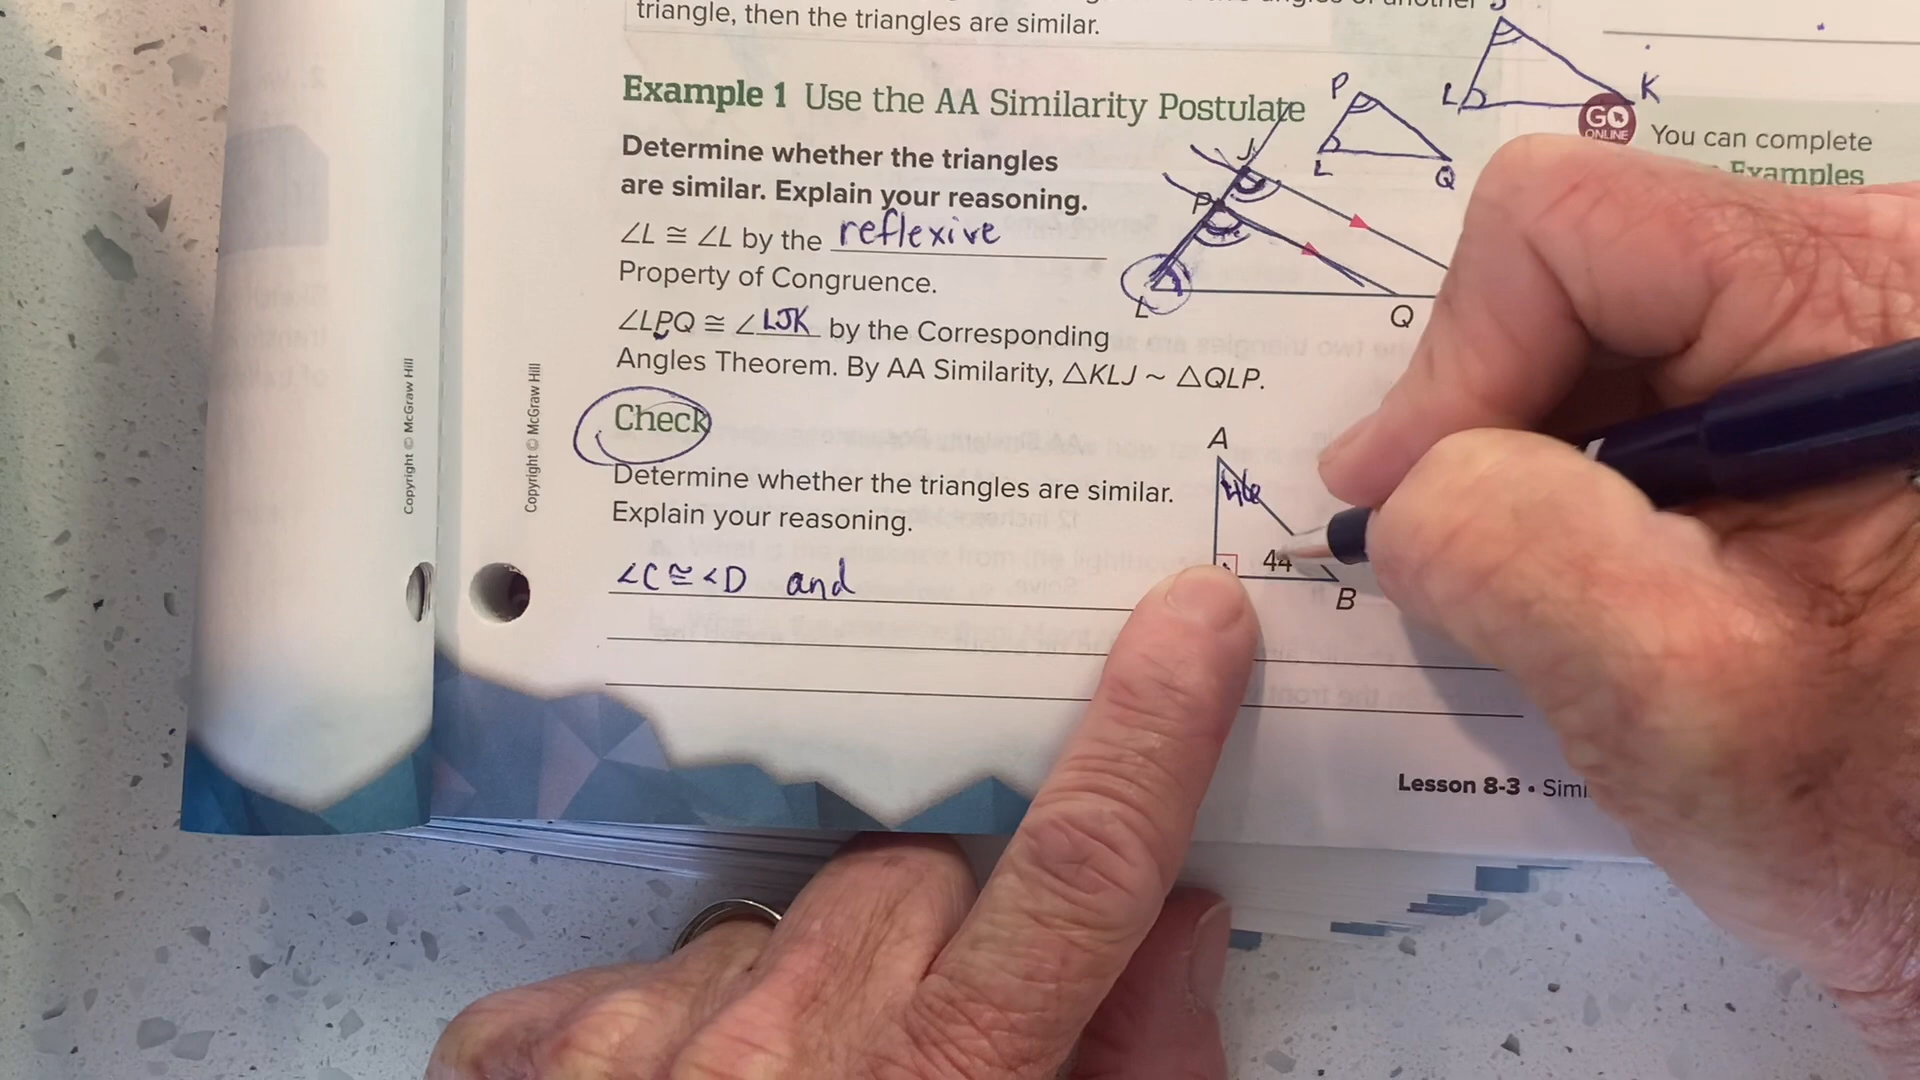 triangle, then the triangles are similar.
Example 1 Use the AA Similarity Postulate
Determine whether the triangles
are similar. Explain your reasoning.
∠L ≅ ∠L by the reflexive
Property of Congruence.
∠LPQ ≅ ∠LJK by the Corresponding
Angles Theorem. By AA Similarity, △KLJ ~ △QLP.
J
P
L
Q
P
L
Q
L
K
GO
ONLINE
You can complete
Examples
Check
Determine whether the triangles are similar.
Explain your reasoning.
∠C ≅ ∠D and
A
46
44
B
Lesson 8-3 •
Copyright © McGraw Hill
Copyright © McGraw Hill